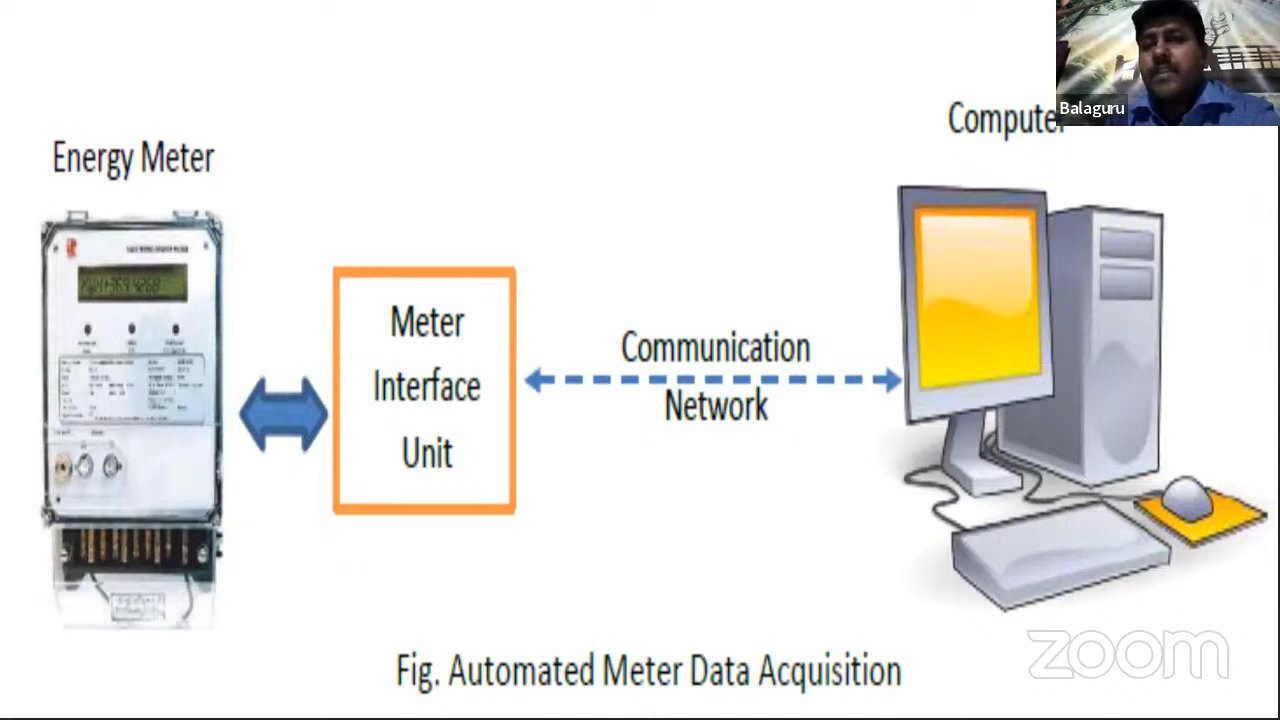 Balaguru
Computer
Energy Meter
Meter
Interface
Unit
Communication
Network
Fig. Automated Meter Data Acquisition
zoom